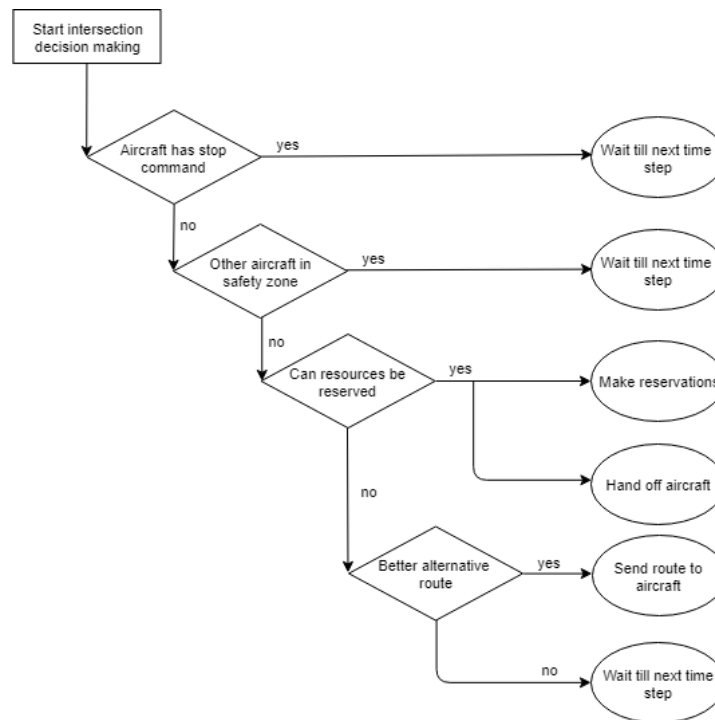 Start intersection
decision making
Aircraft has stop
command
yes
Wait till next time
step
no
Other aircraft in
safety zone
yes
Wait till next time
step
no
Can resources be
reserved
yes
Make reservations
Hand off aircraft
no
Better alternative
route
yes
Send route to
aircraft
no
Wait till next time
step